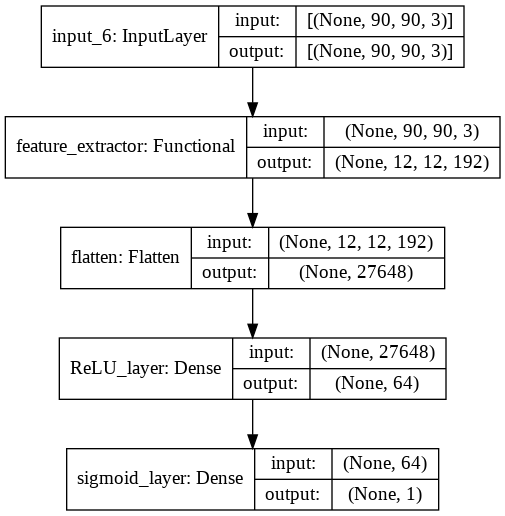 input_6: InputLayer
input: [(None, 90, 90, 3)]
output: [(None, 90, 90, 3)]
feature_extractor: Functional
input: (None, 90, 90, 3)
output: (None, 12, 12, 192)
flatten: Flatten
input: (None, 12, 12, 192)
output: (None, 27648)
ReLU_layer: Dense
input: (None, 27648)
output: (None, 64)
sigmoid_layer: Dense
input: (None, 64)
output: (None, 1)